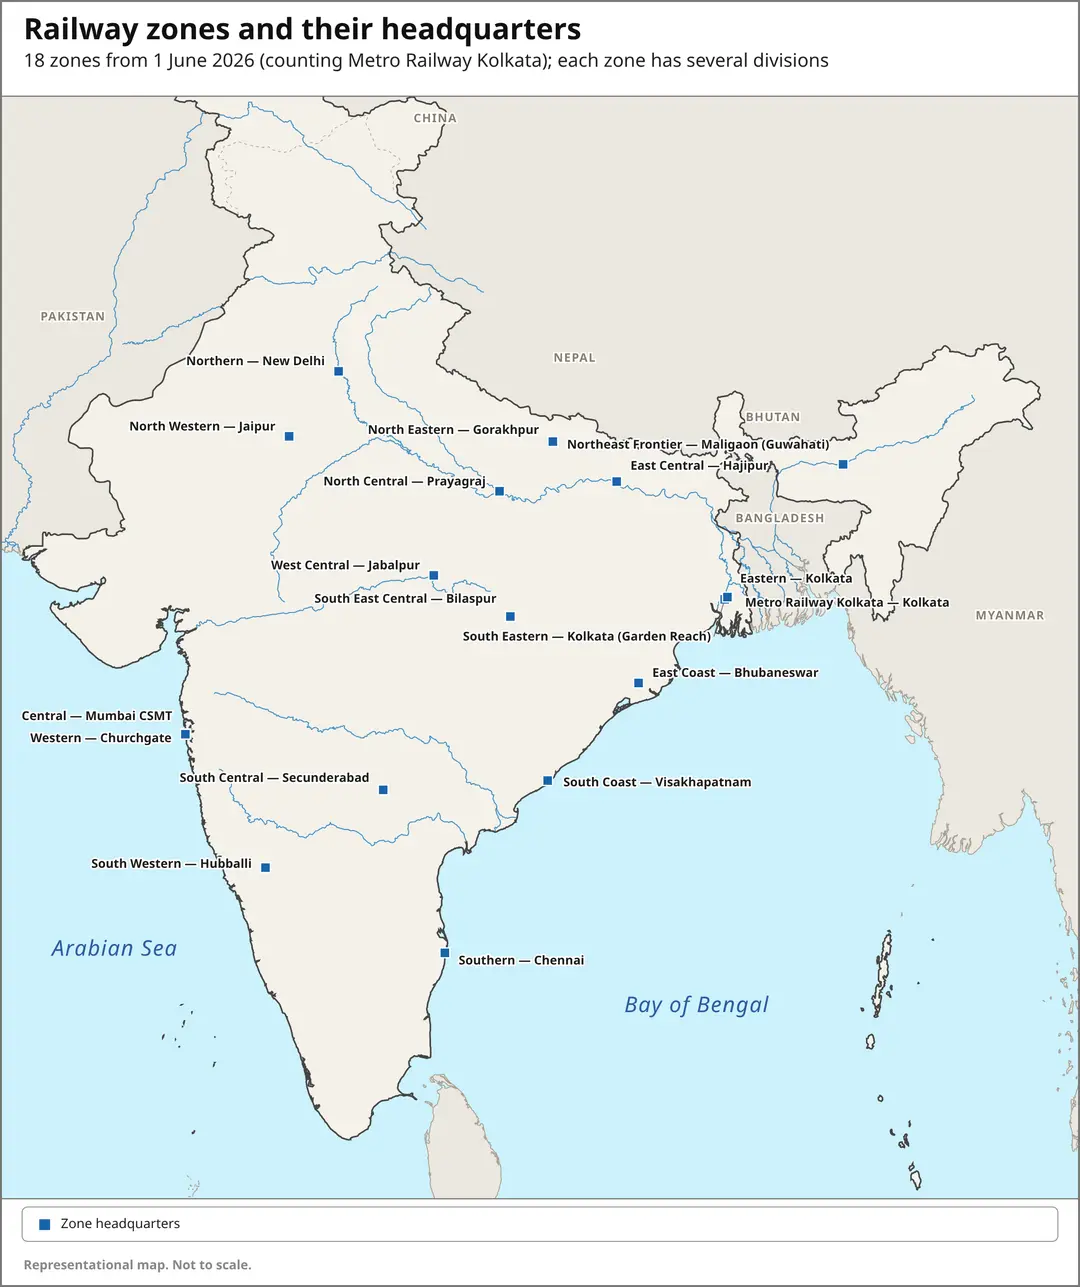 Railway zones and their headquarters
18 zones from 1 June 2026 (counting Metro Railway Kolkata); each zone has several divisions
CHINA
PAKISTAN
NEPAL
Northern — New Delhi
BHUTAN
North Western — Jaipur
North Eastern — Gorakhpur
Northeast Frontier — Maligaon (Guwahati)
East Central — Hajipur
North Central — Prayagraj
BANGLADESH
West Central — Jabalpur
Eastern — Kolkata
South East Central — Bilaspur
Metro Railway Kolkata — Kolkata
MYANMAR
South Eastern — Kolkata (Garden Reach)
East Coast — Bhubaneswar
Central — Mumbai CSMT
Western — Churchgate
South Central — Secunderabad
South Coast — Visakhapatnam
South Western — Hubballi
Arabian Sea
Southern — Chennai
Bay of Bengal
Zone headquarters
Representational map. Not to scale.